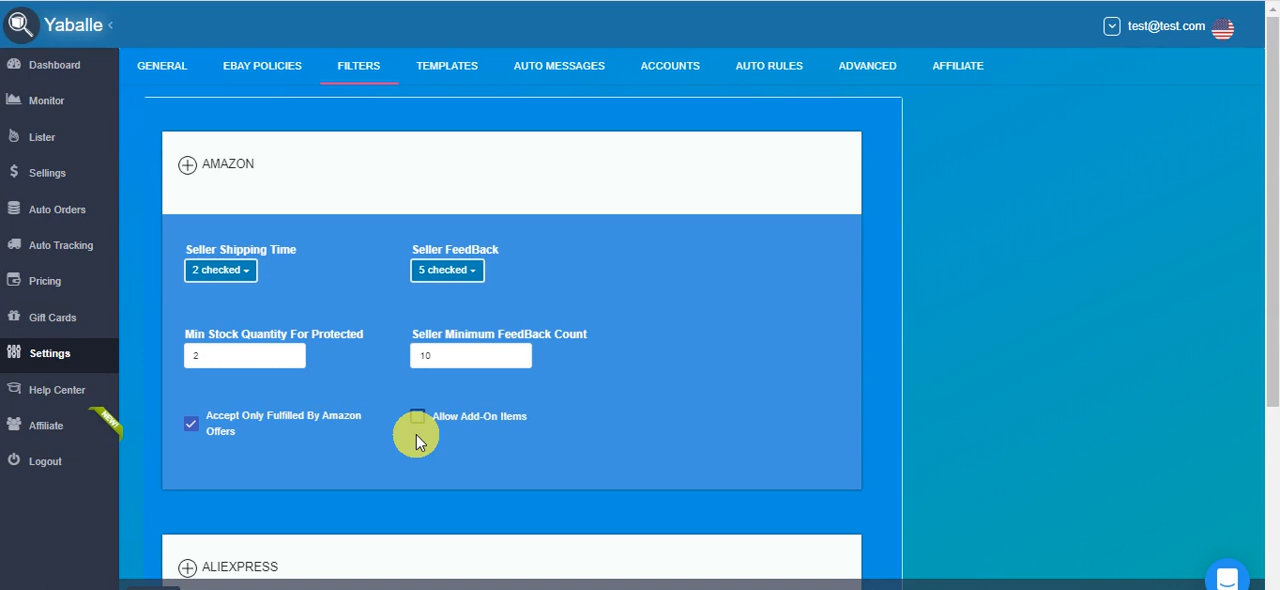 Yaballe
test@test.com
Dashboard
Monitor
Lister
Sellings
Auto Orders
Auto Tracking
Pricing
Gift Cards
Settings
Help Center
NEW!
Affiliate
Logout
GENERAL EBAY POLICIES FILTERS TEMPLATES AUTO MESSAGES ACCOUNTS AUTO RULES ADVANCED AFFILIATE
AMAZON
Seller Shipping Time Seller FeedBack
2 checked 5 checked
Min Stock Quantity For Protected Seller Minimum FeedBack Count
2 10
Accept Only Fulfilled By Amazon
Offers
Allow Add-On Items
ALIEXPRESS